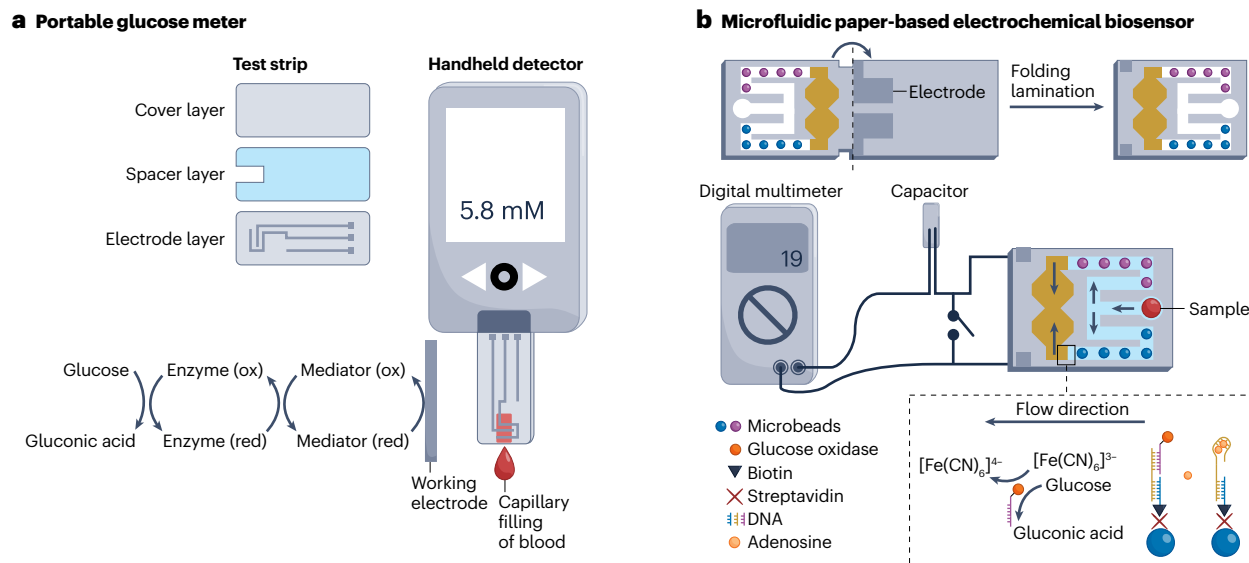 a Portable glucose meter
Test strip
Cover layer
Spacer layer
Electrode layer
Handheld detector
5.8 mM
Glucose
Enzyme (ox)
Mediator (ox)
Gluconic acid
Enzyme (red)
Mediator (red)
Working
electrode
Capillary
filling
of blood
b Microfluidic paper-based electrochemical biosensor
Electrode
Folding
lamination
Digital multimeter
Capacitor
19
Sample
Microbeads
Glucose oxidase
Biotin
Streptavidin
DNA
Adenosine
Flow direction
[Fe(CN)₆]⁴⁻
[Fe(CN)₆]³⁻
Glucose
Gluconic acid